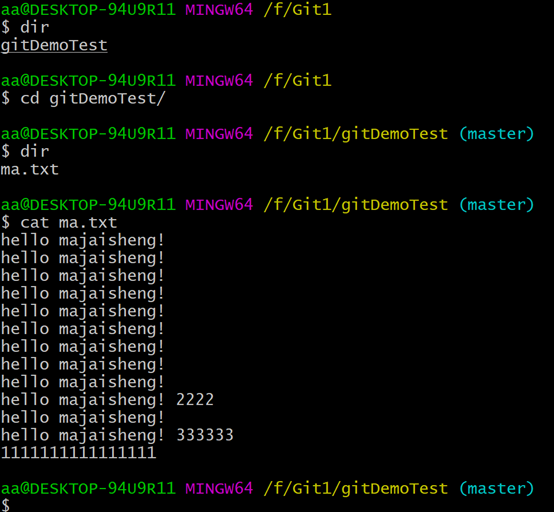 aa@DESKTOP-94U9R11 MINGW64 /f/Git1
$ dir
gitDemoTest
aa@DESKTOP-94U9R11 MINGW64 /f/Git1
$ cd gitDemoTest/
aa@DESKTOP-94U9R11 MINGW64 /f/Git1/gitDemoTest (master)
$ dir
ma.txt
aa@DESKTOP-94U9R11 MINGW64 /f/Git1/gitDemoTest (master)
$ cat ma.txt
hello majaisheng!
hello majaisheng!
hello majaisheng!
hello majaisheng!
hello majaisheng!
hello majaisheng!
hello majaisheng!
hello majaisheng!
hello majaisheng!
hello majaisheng! 2222
hello majaisheng!
hello majaisheng! 333333
11111111111111111
aa@DESKTOP-94U9R11 MINGW64 /f/Git1/gitDemoTest (master)
$